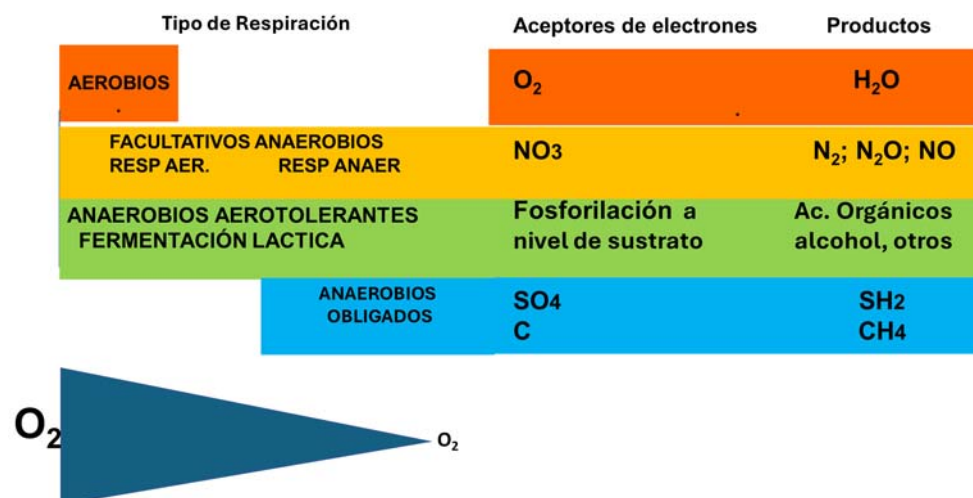 Tipo de Respiración Aceptores de electrones Productos
AEROBIOS O₂ H₂O
FACULTATIVOS ANAEROBIOS
RESP AER. RESP ANAER NO3 N₂; N₂O; NO
ANAEROBIOS AEROTOLERANTES Fosforilación a Ac. Orgánicos
FERMENTACIÓN LACTICA nivel de sustrato alcohol, otros
ANAEROBIOS
OBLIGADOS
SO4 SH2
C CH4
O₂ O₂